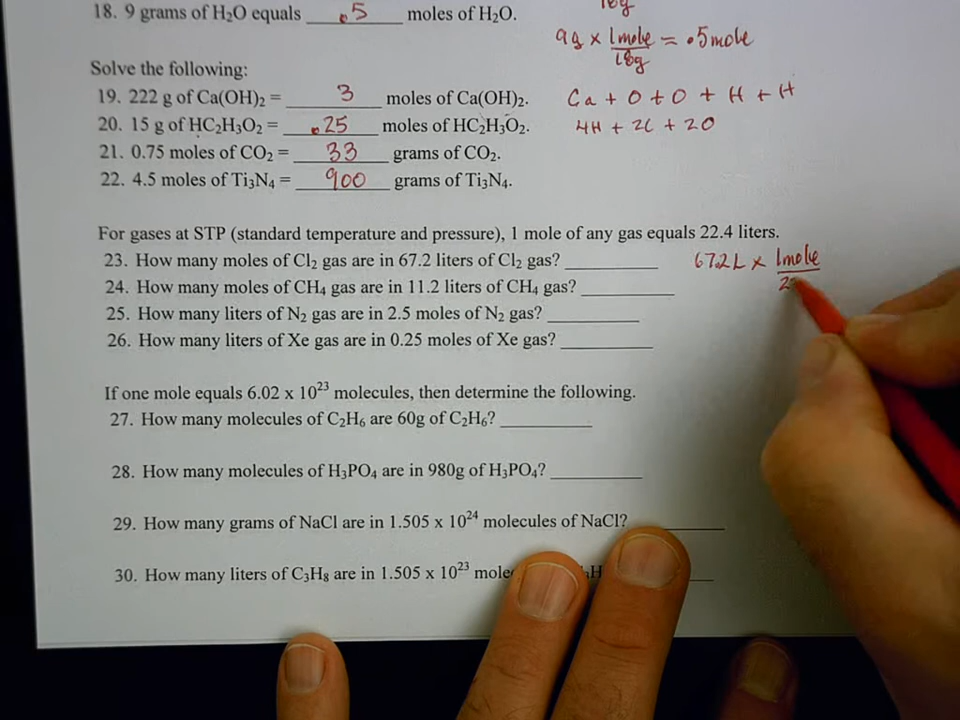 18g
18. 9 grams of H₂O equals .5 moles of H₂O.
9g x 1mole = .5mole
18g
Solve the following:
19. 222 g of Ca(OH)₂ = 3 moles of Ca(OH)₂. Ca + O + O + H + H
20. 15 g of HC₂H₃O₂ = .25 moles of HC₂H₃O₂. 4H + 2C + 2O
21. 0.75 moles of CO₂ = 33 grams of CO₂.
22. 4.5 moles of Ti₃N₄ = 900 grams of Ti₃N₄.
For gases at STP (standard temperature and pressure), 1 mole of any gas equals 22.4 liters.
23. How many moles of Cl₂ gas are in 67.2 liters of Cl₂ gas? 67.2L x 1mole
2
24. How many moles of CH₄ gas are in 11.2 liters of CH₄ gas?
25. How many liters of N₂ gas are in 2.5 moles of N₂ gas?
26. How many liters of Xe gas are in 0.25 moles of Xe gas?
If one mole equals 6.02 x 10²³ molecules, then determine the following.
27. How many molecules of C₂H₆ are 60g of C₂H₆?
28. How many molecules of H₃PO₄ are in 980g of H₃PO₄?
29. How many grams of NaCl are in 1.505 x 10²⁴ molecules of NaCl?
30. How many liters of C₃H₈ are in 1.505 x 10²³